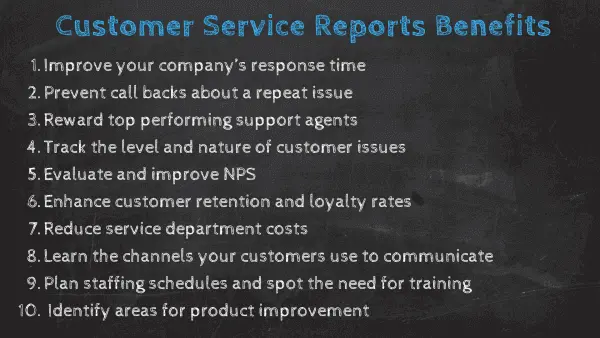 Customer Service Reports Benefits
1. Improve your company's response time
2. Prevent call backs about a repeat issue
3. Reward top performing support agents
4. Track the level and nature of customer issues
5. Evaluate and improve NPS
6. Enhance customer retention and loyalty rates
7. Reduce service department costs
8. Learn the channels your customers use to communicate
9. Plan staffing schedules and spot the need for training
10. Identify areas for product improvement